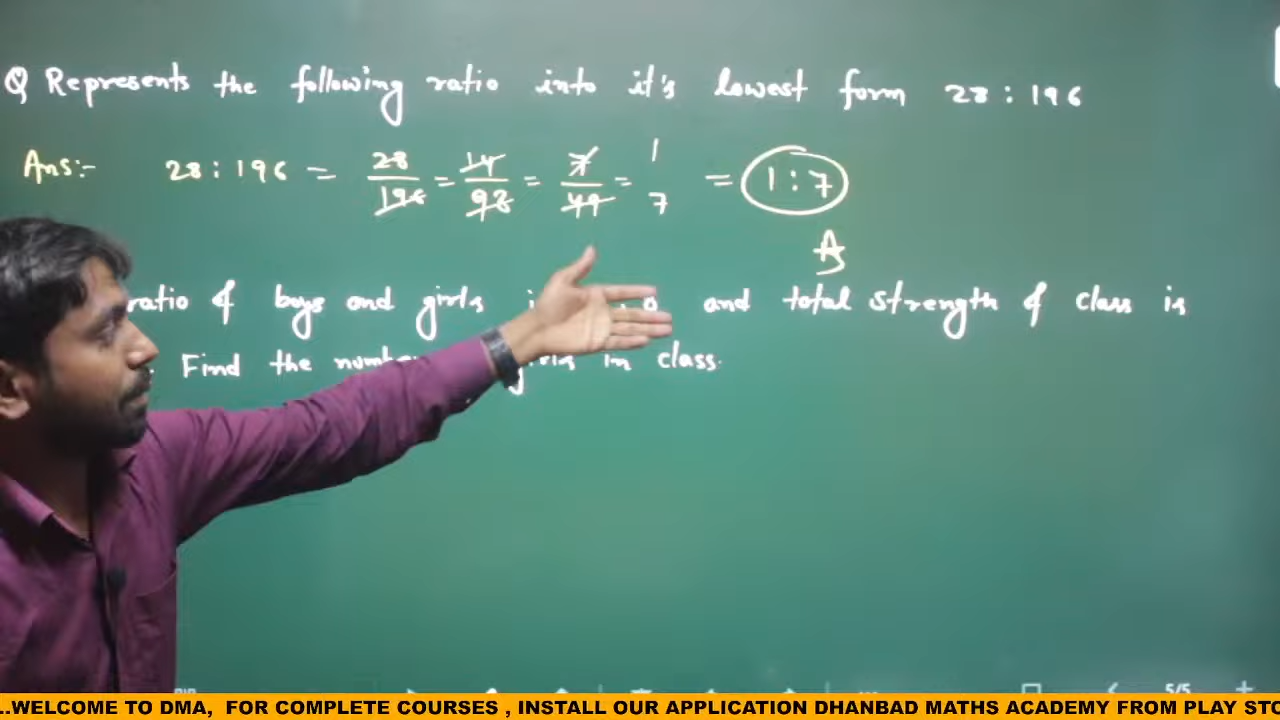 Q Represents the following ratio into it's lowest form 28 : 196
Ans:- 28 : 196 = 28/196 = 14/98 = 7/49 = 1/7 = 1 : 7
A
ratio of boys and girls and total strength of class is
Find the in class.
5/5
..WELCOME TO DMA, FOR COMPLETE COURSES , INSTALL OUR APPLICATION DHANBAD MATHS ACADEMY FROM PLAY STO